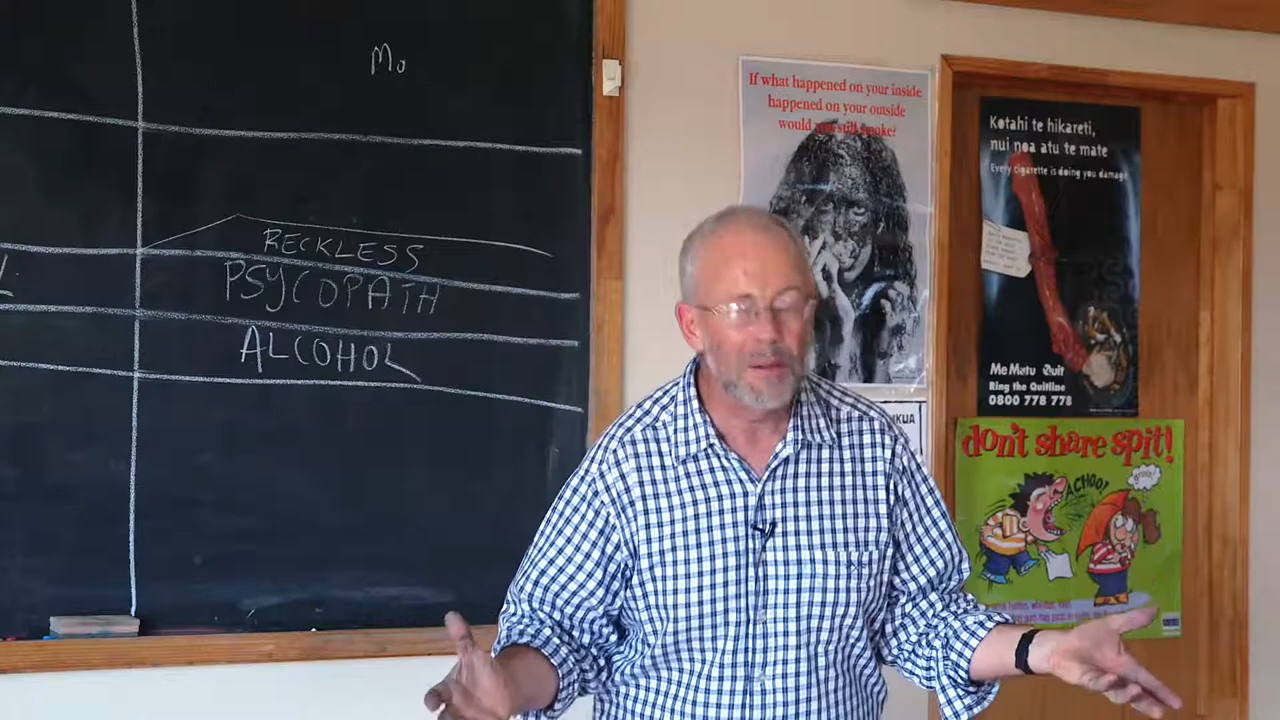 Mo
RECKLESS
PSYCOPATH
ALCOHOL
If what happened on your inside
happened on your outside
would you still smoke?
Kotahi te hikareti,
nui noa atu te mate
Every cigarette is doing you damage
Me Mutu Quit
Ring the Quitline
0800 778 778
don't share spit!
ACHOO!